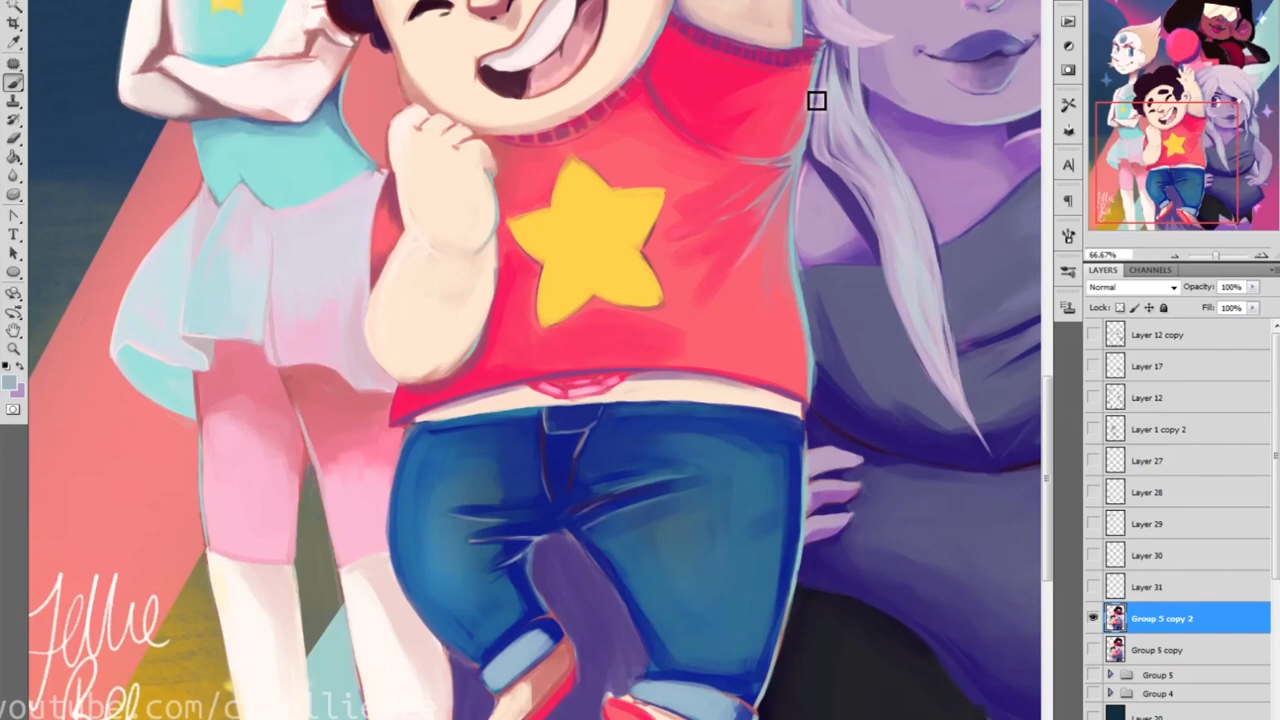 66.67%
LAYERS CHANNELS
Normal Opacity: 100%
Lock: Fill: 100%
Layer 12 copy
Layer 17
Layer 12
Layer 1 copy 2
Layer 27
Layer 28
Layer 29
Layer 30
Layer 31
Group 5 copy 2
Group 5 copy
Group 5
Group 4
Layer 20
Jellie